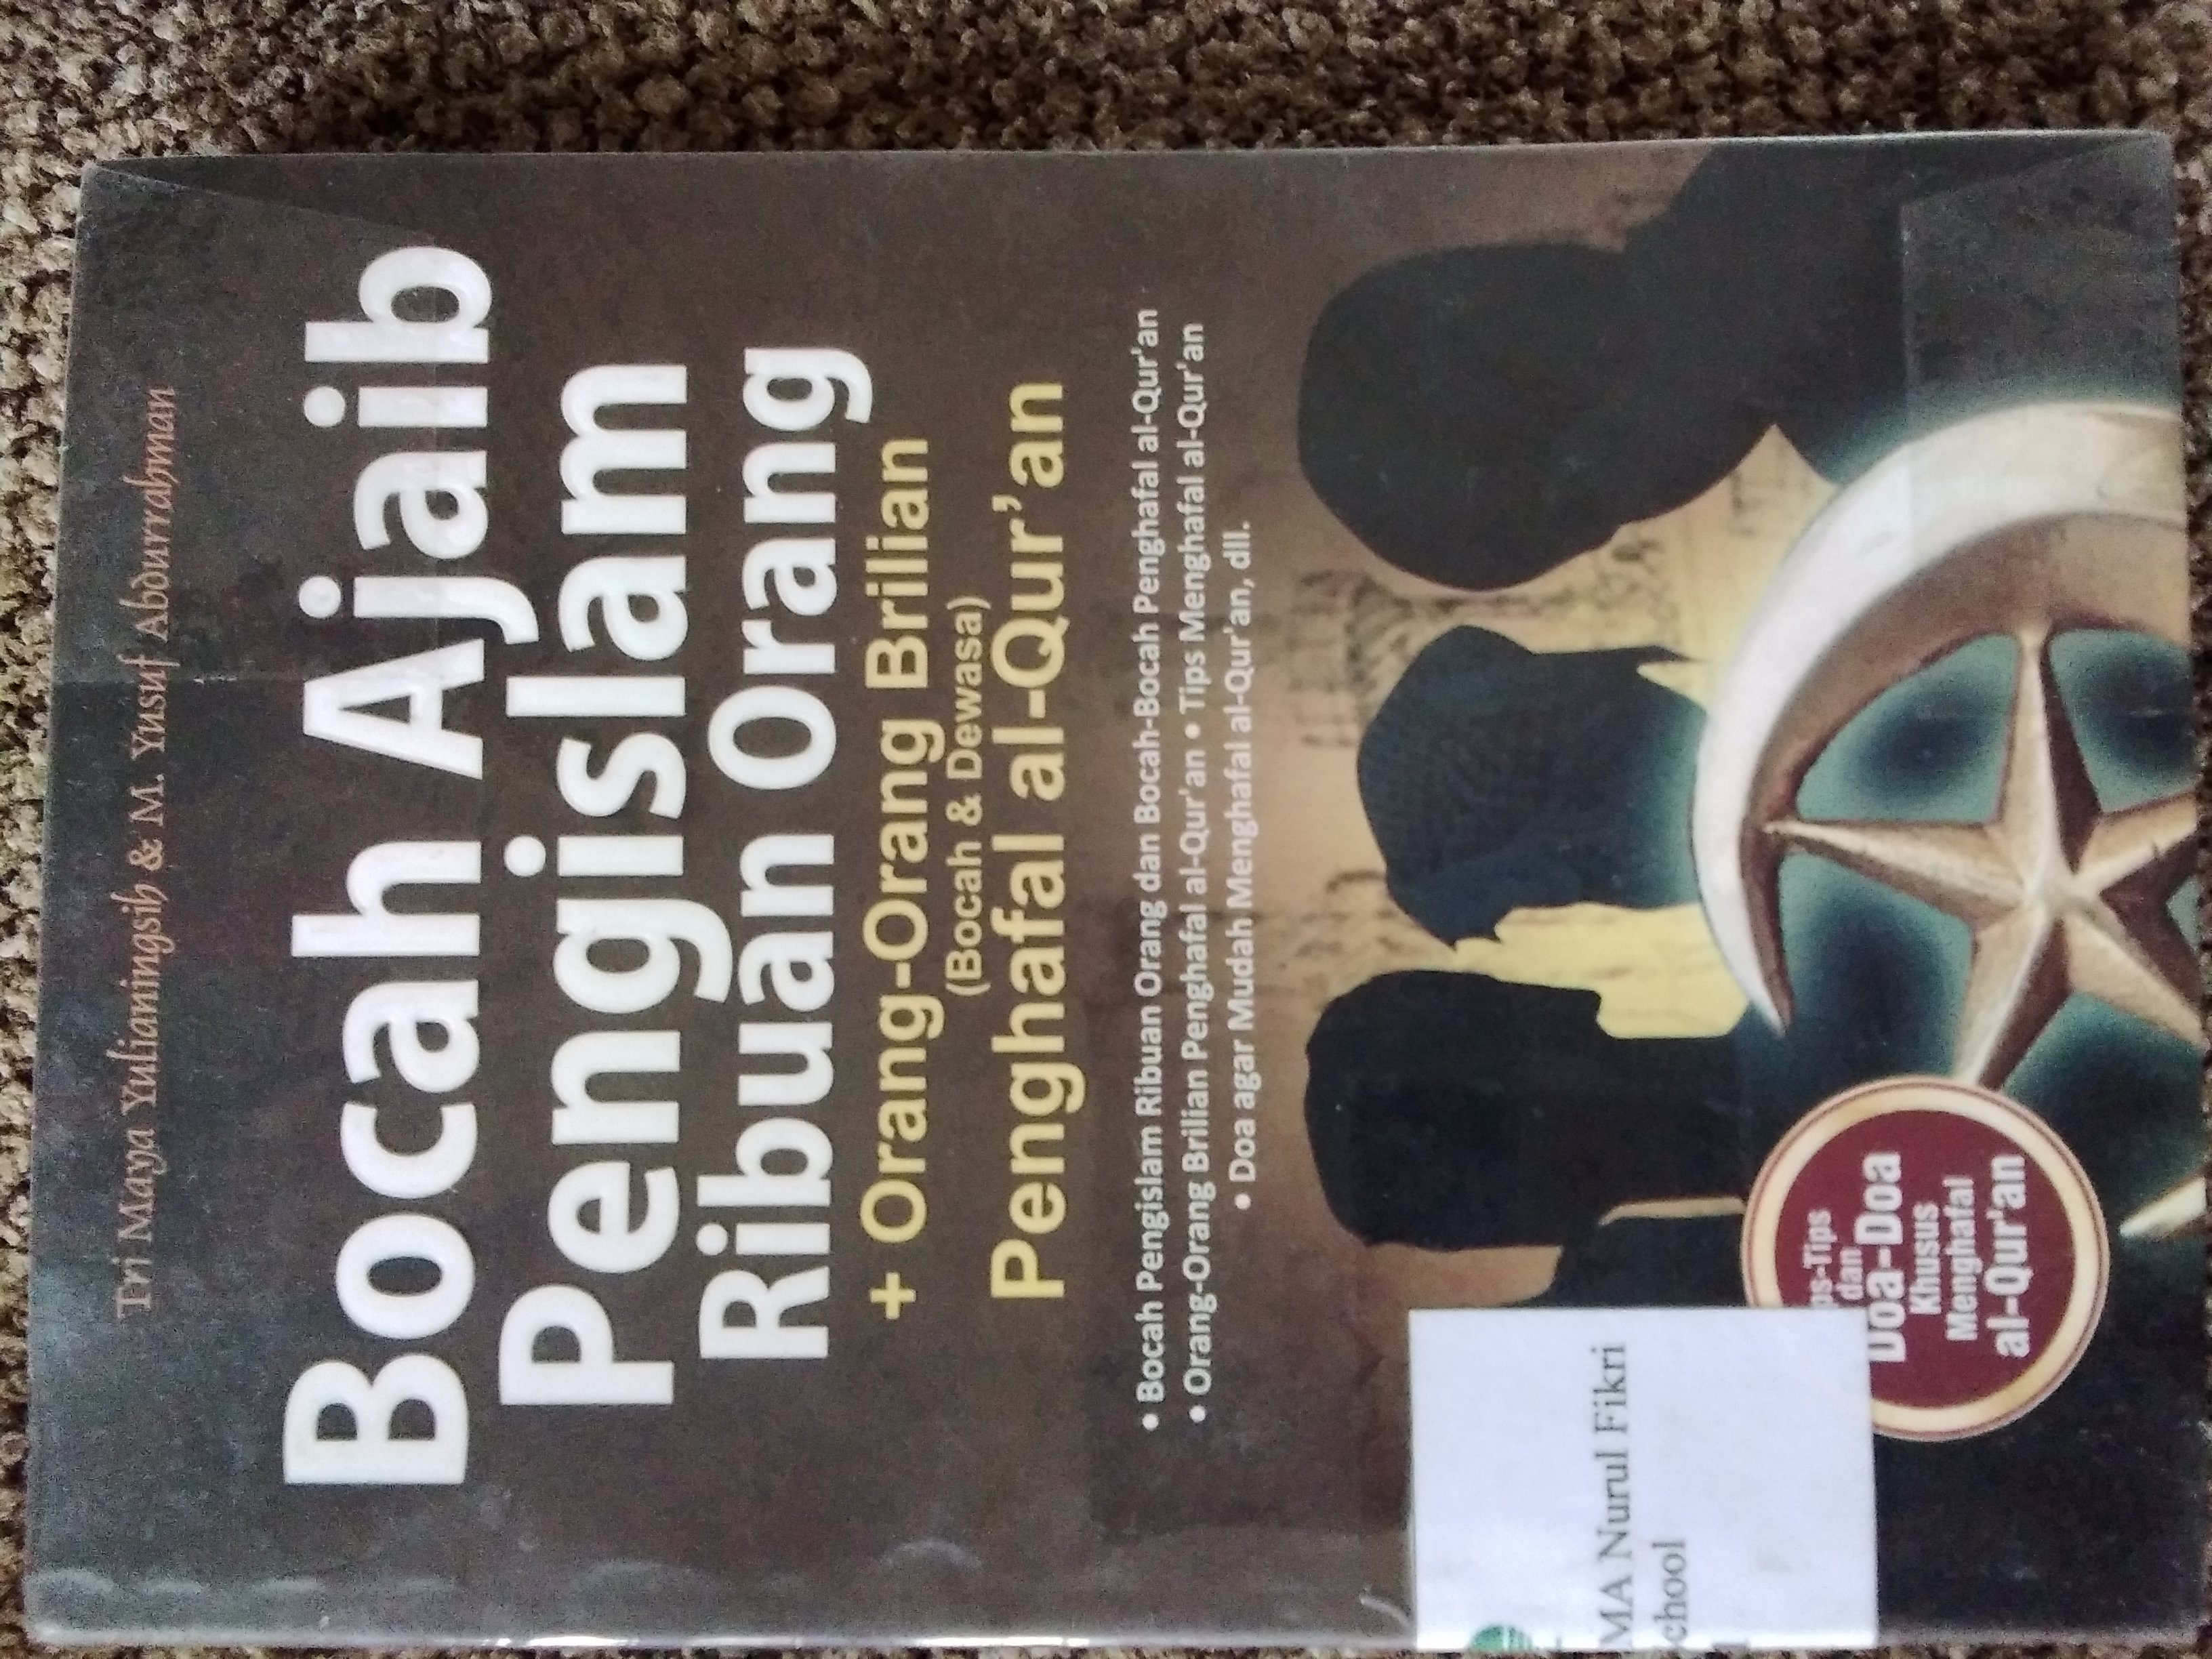 Tri Maya Yulianingsih & M. Yusuf Abdurrahman
Bocah Ajaib
Pengislam
Ribuan Orang
+ Orang-Orang Brilian
(Bocah & Dewasa)
Penghafal al-Qur'an
• Bocah Pengislam Ribuan Orang dan Bocah-Bocah Penghafal al-Qur'an
• Orang-Orang Brilian Penghafal al-Qur'an • Tips Menghafal al-Qur'an
• Doa agar Mudah Menghafal al-Qur'an, dll.
ps-Tips
dan
Doa-Doa
Khusus
Menghafal
al-Qur'an
MA Nurul Fikri
chool